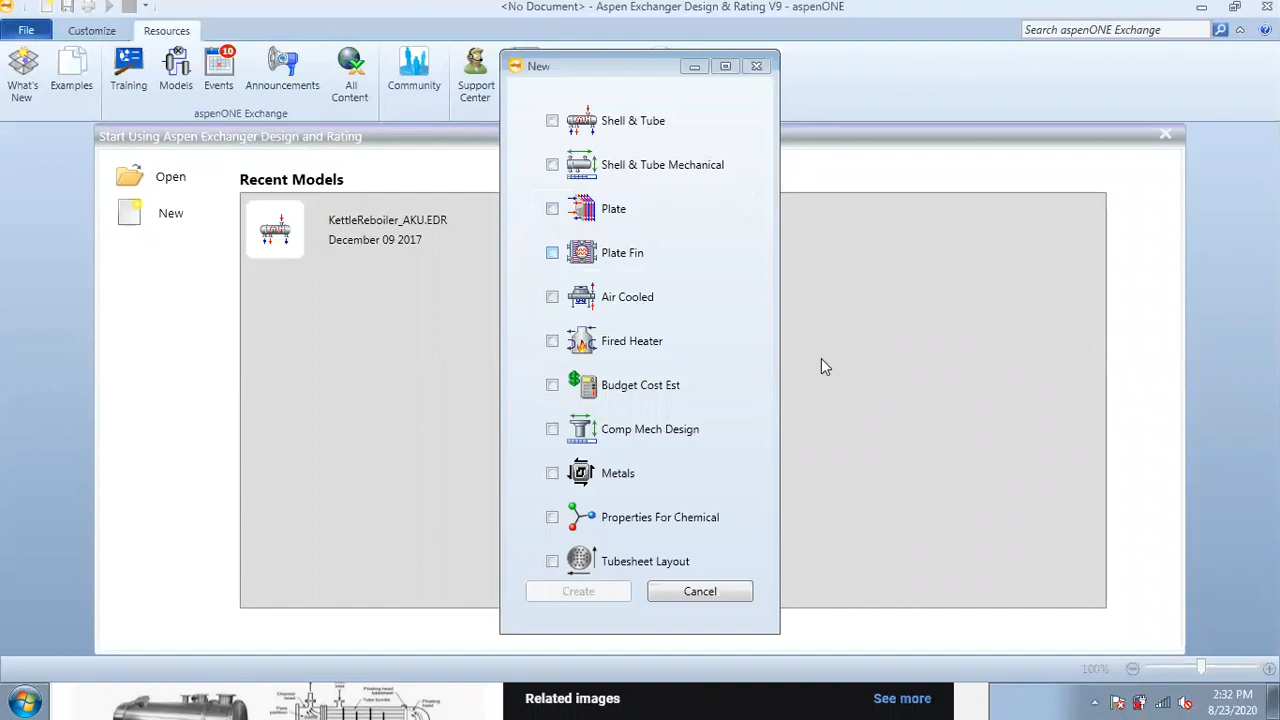 <No Document> - Aspen Exchanger Design & Rating V9 - aspenONE
File
Customize
Resources
Search aspenONE Exchange
What's New
Examples
Training
Models
10
Events
Announcements
All Content
Community
Support Center
aspenONE Exchange
Start Using Aspen Exchanger Design and Rating
Open
New
Recent Models
KettleReboiler_AKU.EDR
December 09 2017
New
Shell & Tube
Shell & Tube Mechanical
Plate
Plate Fin
Air Cooled
Fired Heater
Budget Cost Est
Comp Mech Design
Metals
Properties For Chemical
Tubesheet Layout
Create
Cancel
100%
Related images
See more
2:32 PM
8/23/2020